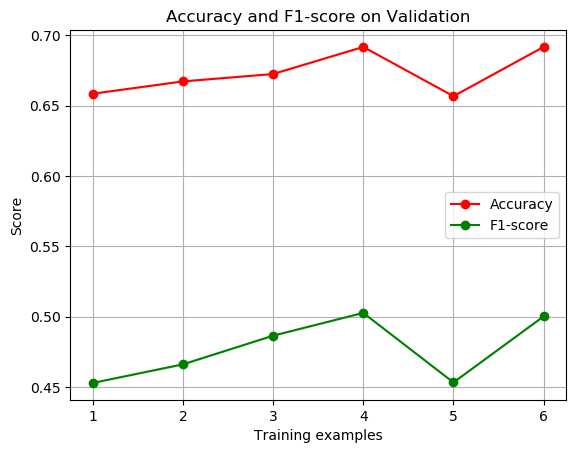 Accuracy and F1-score on Validation
0.70
0.65
0.60
0.55
0.50
0.45
Score
Accuracy
F1-score
1 2 3 4 5 6
Training examples